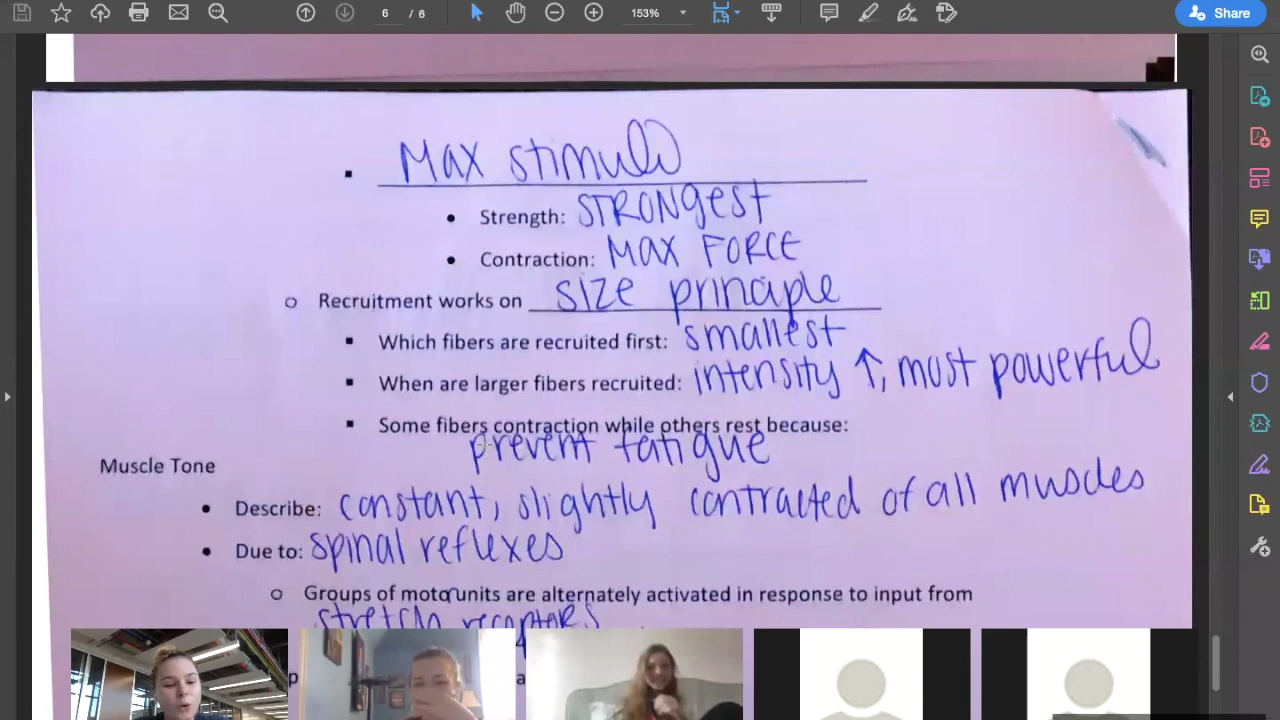 6 / 6
153%
Share
Max stimuli
Strength: STRONgest
Contraction: MAX FORCE
Recruitment works on size principle
Which fibers are recruited first: smallest
When are larger fibers recruited: intensity ↑, most powerful
Some fibers contraction while others rest because:
prevent fatigue
Muscle Tone
Describe: constant, slightly contracted of all muscles
Due to: spinal reflexes
Groups of motor units are alternately activated in response to input from
stretch receptors